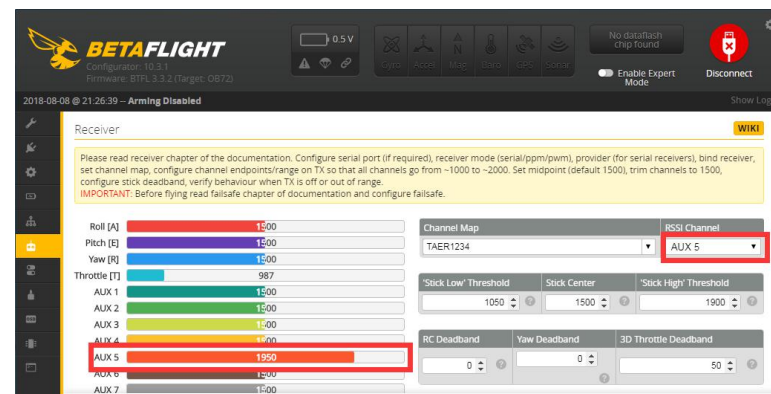 BETAFLIGHT
Configurator: 10.3.1
Firmware: BTFL 3.3.2 (Target: OB72)
0.5 V
Gyro Accel Mag Baro GPS Sonar
No dataflash
chip found
Enable Expert
Mode
Disconnect
2018-08-08 @ 21:26:39 -- Arming Disabled
Show Log
Receiver
WIKI
Please read receiver chapter of the documentation. Configure serial port (if required), receiver mode (serial/ppm/pwm), provider (for serial receivers), bind receiver,
set channel map, configure channel endpoints/range on TX so that all channels go from ~1000 to ~2000. Set midpoint (default 1500), trim channels to 1500,
configure stick deadband, verify behaviour when TX is off or out of range.
IMPORTANT: Before flying read failsafe chapter of documentation and configure failsafe.
Roll [A] 1500
Pitch [E] 1500
Yaw [R] 1500
Throttle [T] 987
AUX 1 1500
AUX 2 1500
AUX 3 1500
AUX 4 1500
AUX 5 1950
AUX 6 1500
AUX 7 1500
Channel Map
RSSI Channel
TAER1234
AUX 5
'Stick Low' Threshold
Stick Center
'Stick High' Threshold
1050
1500
1900
RC Deadband
Yaw Deadband
3D Throttle Deadband
0
0
50